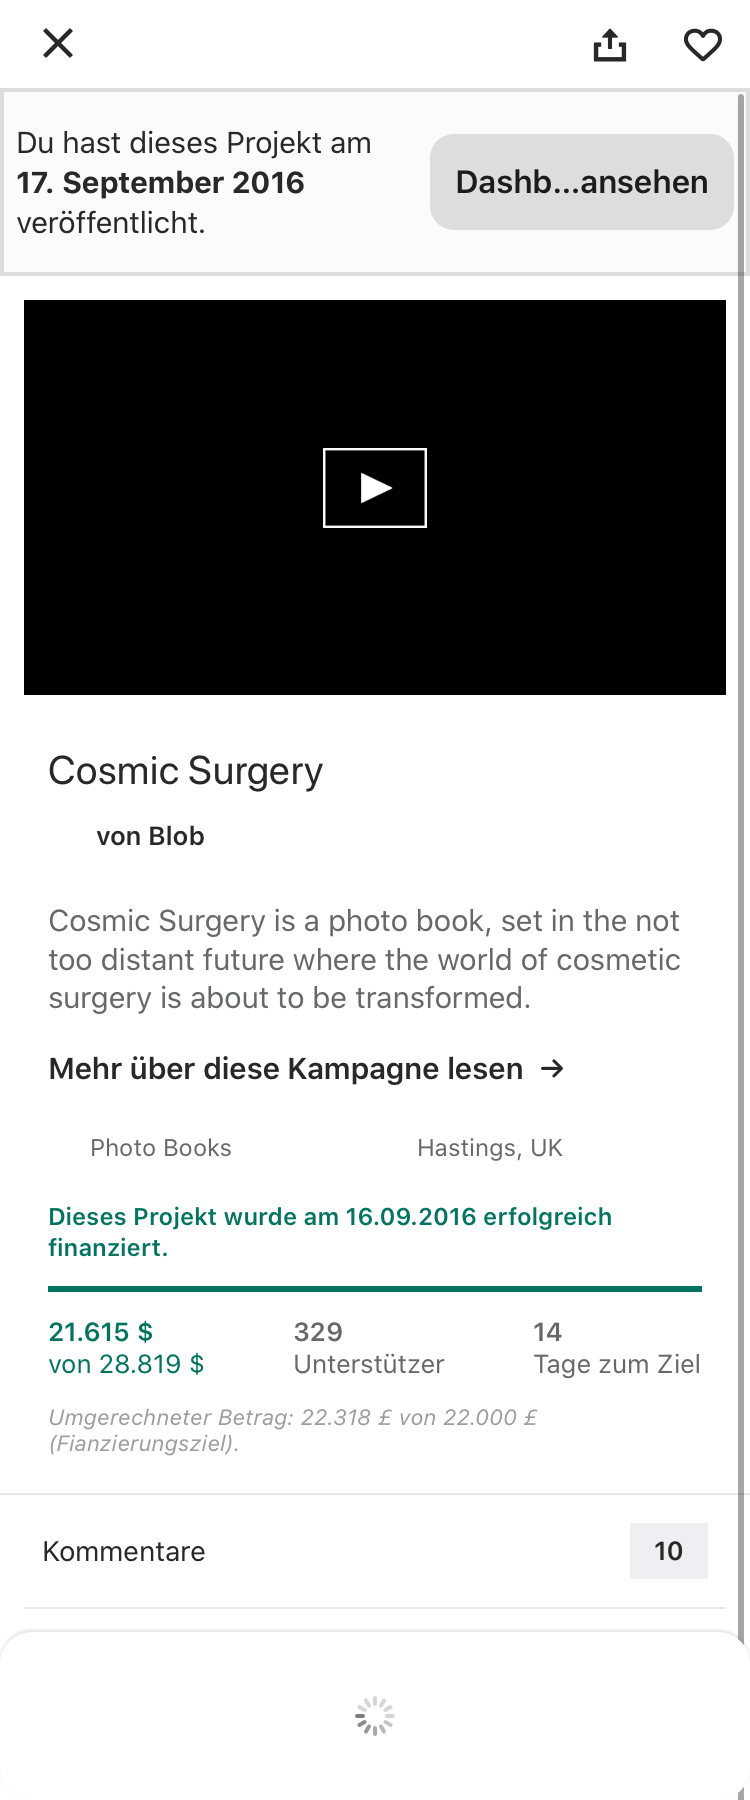 Du hast dieses Projekt am
17. September 2016
veröffentlicht.
Dashb...ansehen
Cosmic Surgery
von Blob
Cosmic Surgery is a photo book, set in the not
too distant future where the world of cosmetic
surgery is about to be transformed.
Mehr über diese Kampagne lesen →
Photo Books
Hastings, UK
Dieses Projekt wurde am 16.09.2016 erfolgreich
finanziert.
21.615 $
von 28.819 $
329
Unterstützer
14
Tage zum Ziel
Umgerechneter Betrag: 22.318 £ von 22.000 £
(Fianzierungsziel).
Kommentare
10